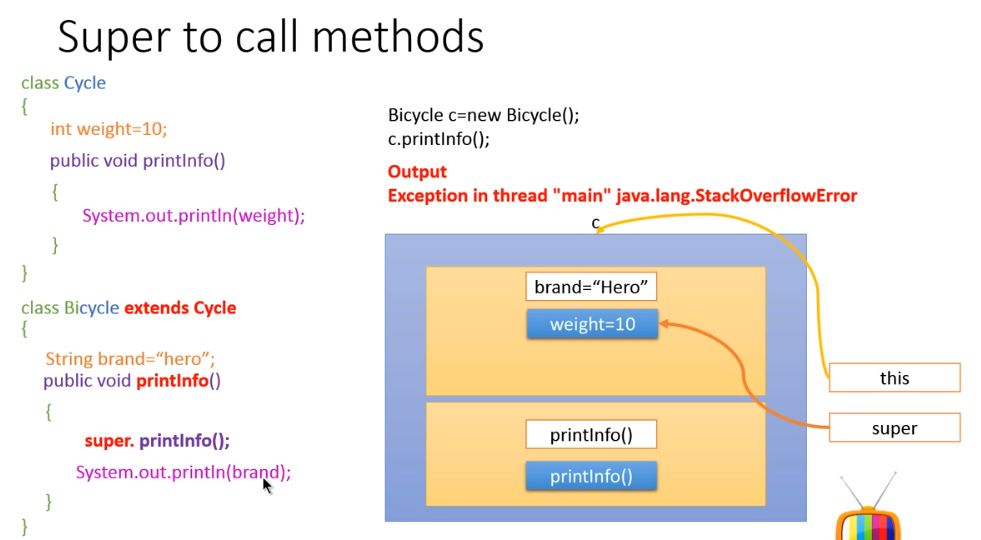 Super to call methods
class Cycle
{
int weight=10;
public void printInfo()
{
System.out.println(weight);
}
}
class Bicycle extends Cycle
{
String brand=“hero”;
public void printInfo()
{
super. printInfo();
System.out.println(brand);
}
}
Bicycle c=new Bicycle();
c.printInfo();
Output
Exception in thread "main" java.lang.StackOverflowError
c
brand=“Hero”
weight=10
printInfo()
printInfo()
this
super